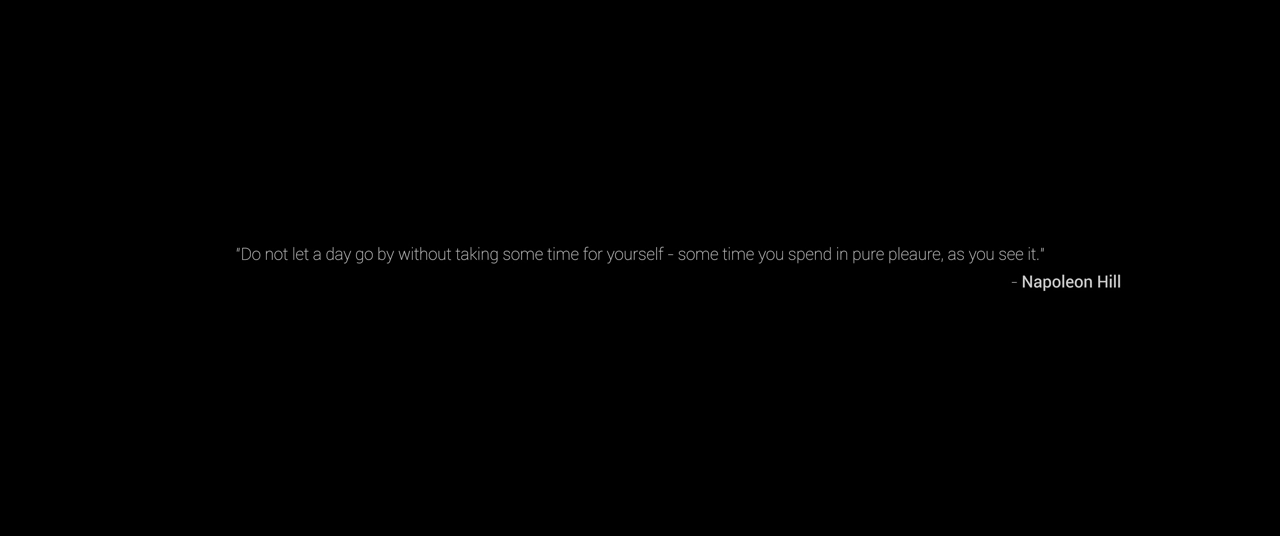 "Do not let a day go by without taking some time for yourself - some time you spend in pure pleaure, as you see it."
- Napoleon Hill